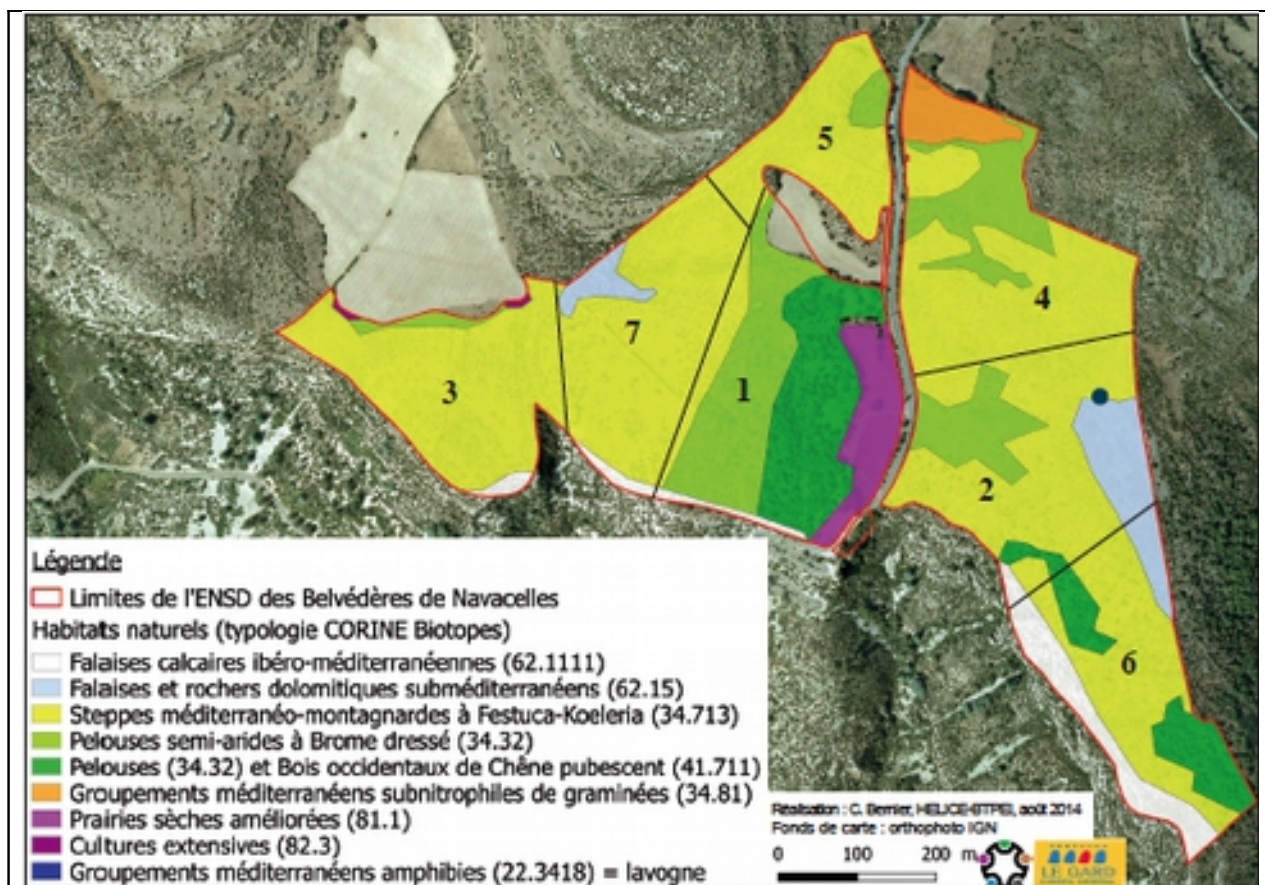 5
4
7
3
1
2
6
Légende
Limites de l'ENSD des Belvédères de Navacelles
Habitats naturels (typologie CORINE Biotopes)
Falaises calcaires ibéro-méditerranéennes (62.1111)
Falaises et rochers dolomitiques subméditerranéens (62.15)
Steppes méditerranéo-montagnardes à Festuca-Koeleria (34.713)
Pelouses semi-arides à Brome dressé (34.32)
Pelouses (34.32) et Bois occidentaux de Chêne pubescent (41.711)
Groupements méditerranéens subnitrophiles de graminées (34.81)
Prairies sèches améliorées (81.1)
Cultures extensives (82.3)
Groupements méditerranéens amphibies (22.3418) = lavogne
Réalisation : C. Bernier, août 2014
Fonds de carte : orthophoto IGN
0 100 200 m
LE GARD